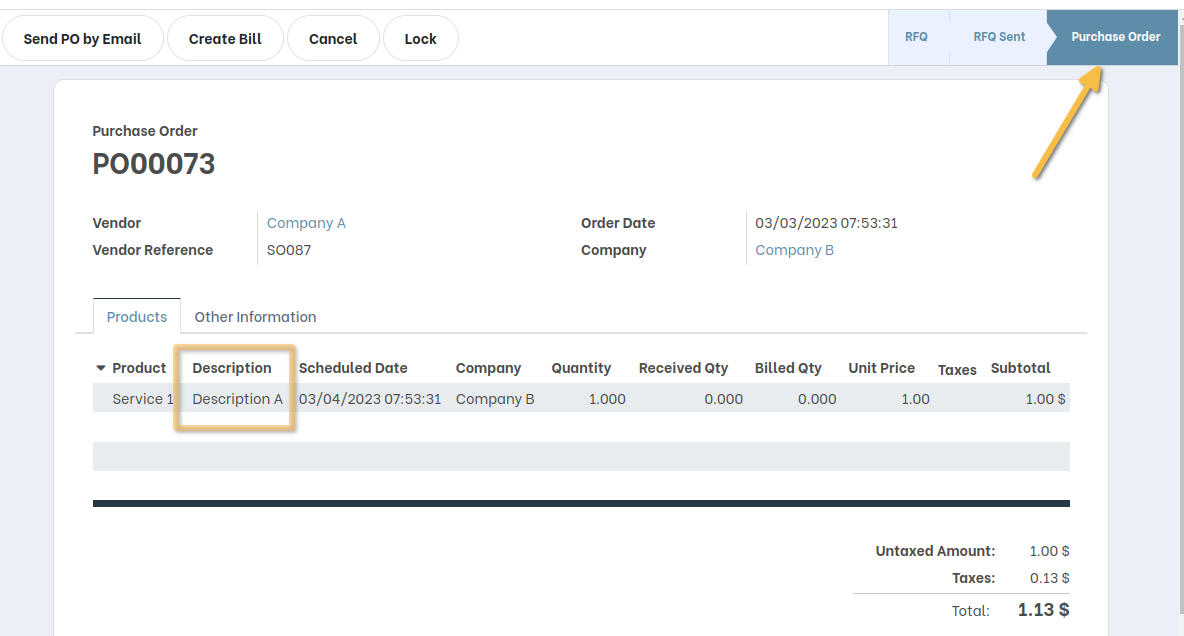 Send PO by Email Create Bill Cancel Lock RFQ RFQ Sent Purchase Order
Purchase Order
PO00073
Vendor Company A Order Date 03/03/2023 07:53:31
Vendor Reference SO087 Company Company B
Products Other Information
Product Description Scheduled Date Company Quantity Received Qty Billed Qty Unit Price Taxes Subtotal
Service 1 Description A 03/04/2023 07:53:31 Company B 1.000 0.000 0.000 1.00 1.00 $
Untaxed Amount: 1.00 $
Taxes: 0.13 $
Total: 1.13 $